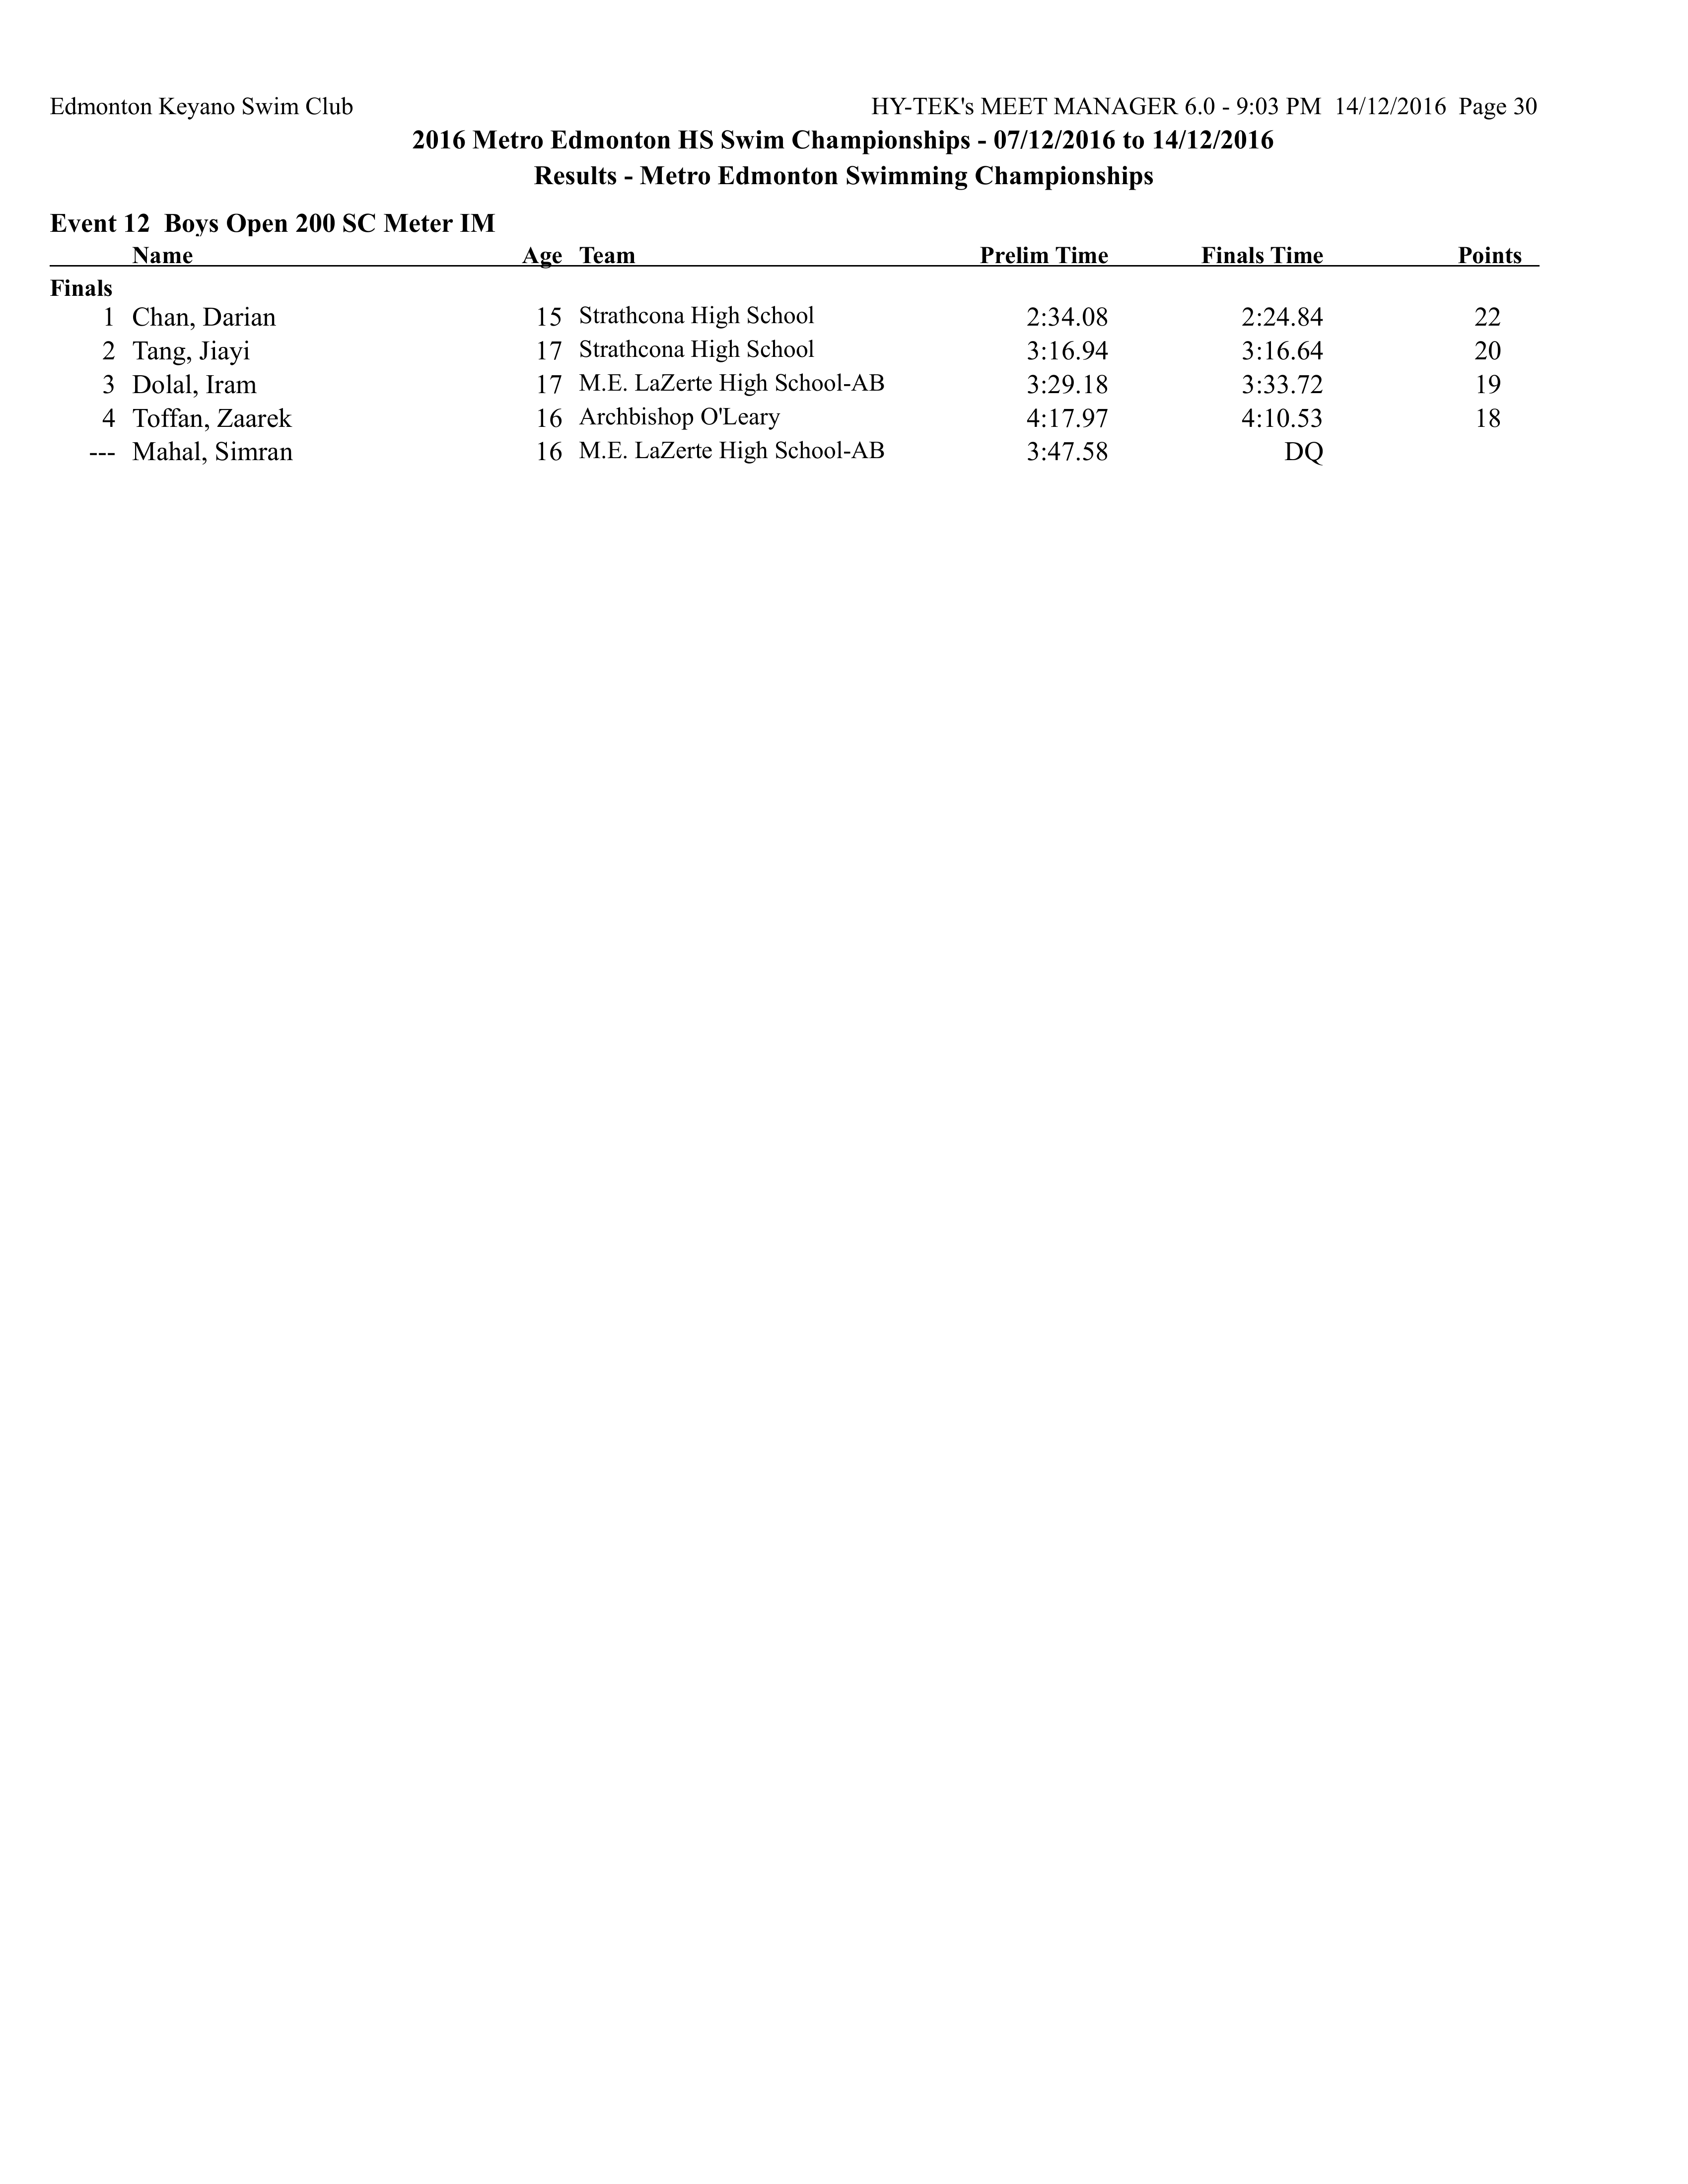 Edmonton Keyano Swim Club HY-TEK's MEET MANAGER 6.0 - 9:03 PM 14/12/2016 Page 30
2016 Metro Edmonton HS Swim Championships - 07/12/2016 to 14/12/2016
Results - Metro Edmonton Swimming Championships
Event 12 Boys Open 200 SC Meter IM
Name Age Team Prelim Time Finals Time Points
Finals
1 Chan, Darian 15 Strathcona High School 2:34.08 2:24.84 22
2 Tang, Jiayi 17 Strathcona High School 3:16.94 3:16.64 20
3 Dolal, Iram 17 M.E. LaZerte High School-AB 3:29.18 3:33.72 19
4 Toffan, Zaarek 16 Archbishop O'Leary 4:17.97 4:10.53 18
--- Mahal, Simran 16 M.E. LaZerte High School-AB 3:47.58 DQ